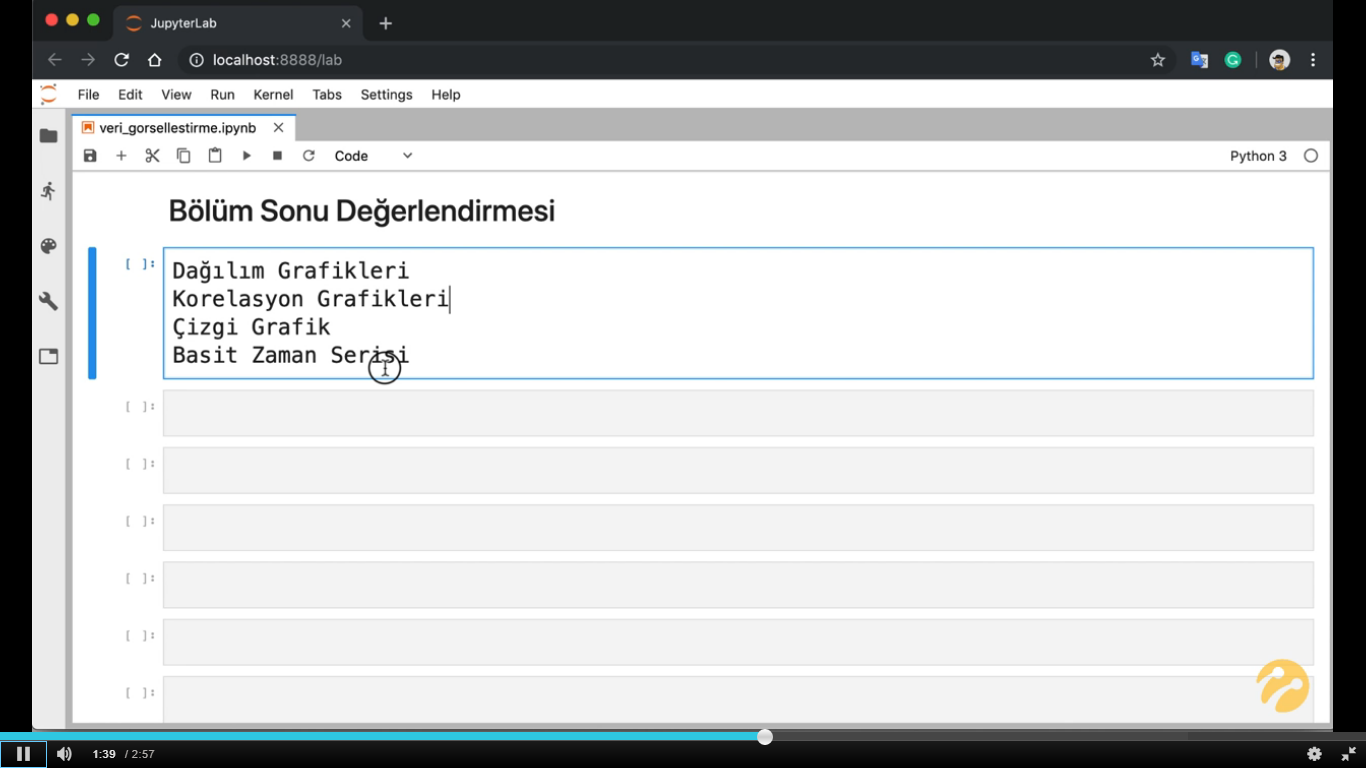 JupyterLab
localhost:8888/lab
File Edit View Run Kernel Tabs Settings Help
veri_gorsellestirme.ipynb
Code
Python 3
Bölüm Sonu Değerlendirmesi
[ ]: Dağılım Grafikleri
Korelasyon Grafikleri
Çizgi Grafik
Basit Zaman Serisi
[ ]:
[ ]:
[ ]:
[ ]:
[ ]:
[ ]:
1:39 / 2:57